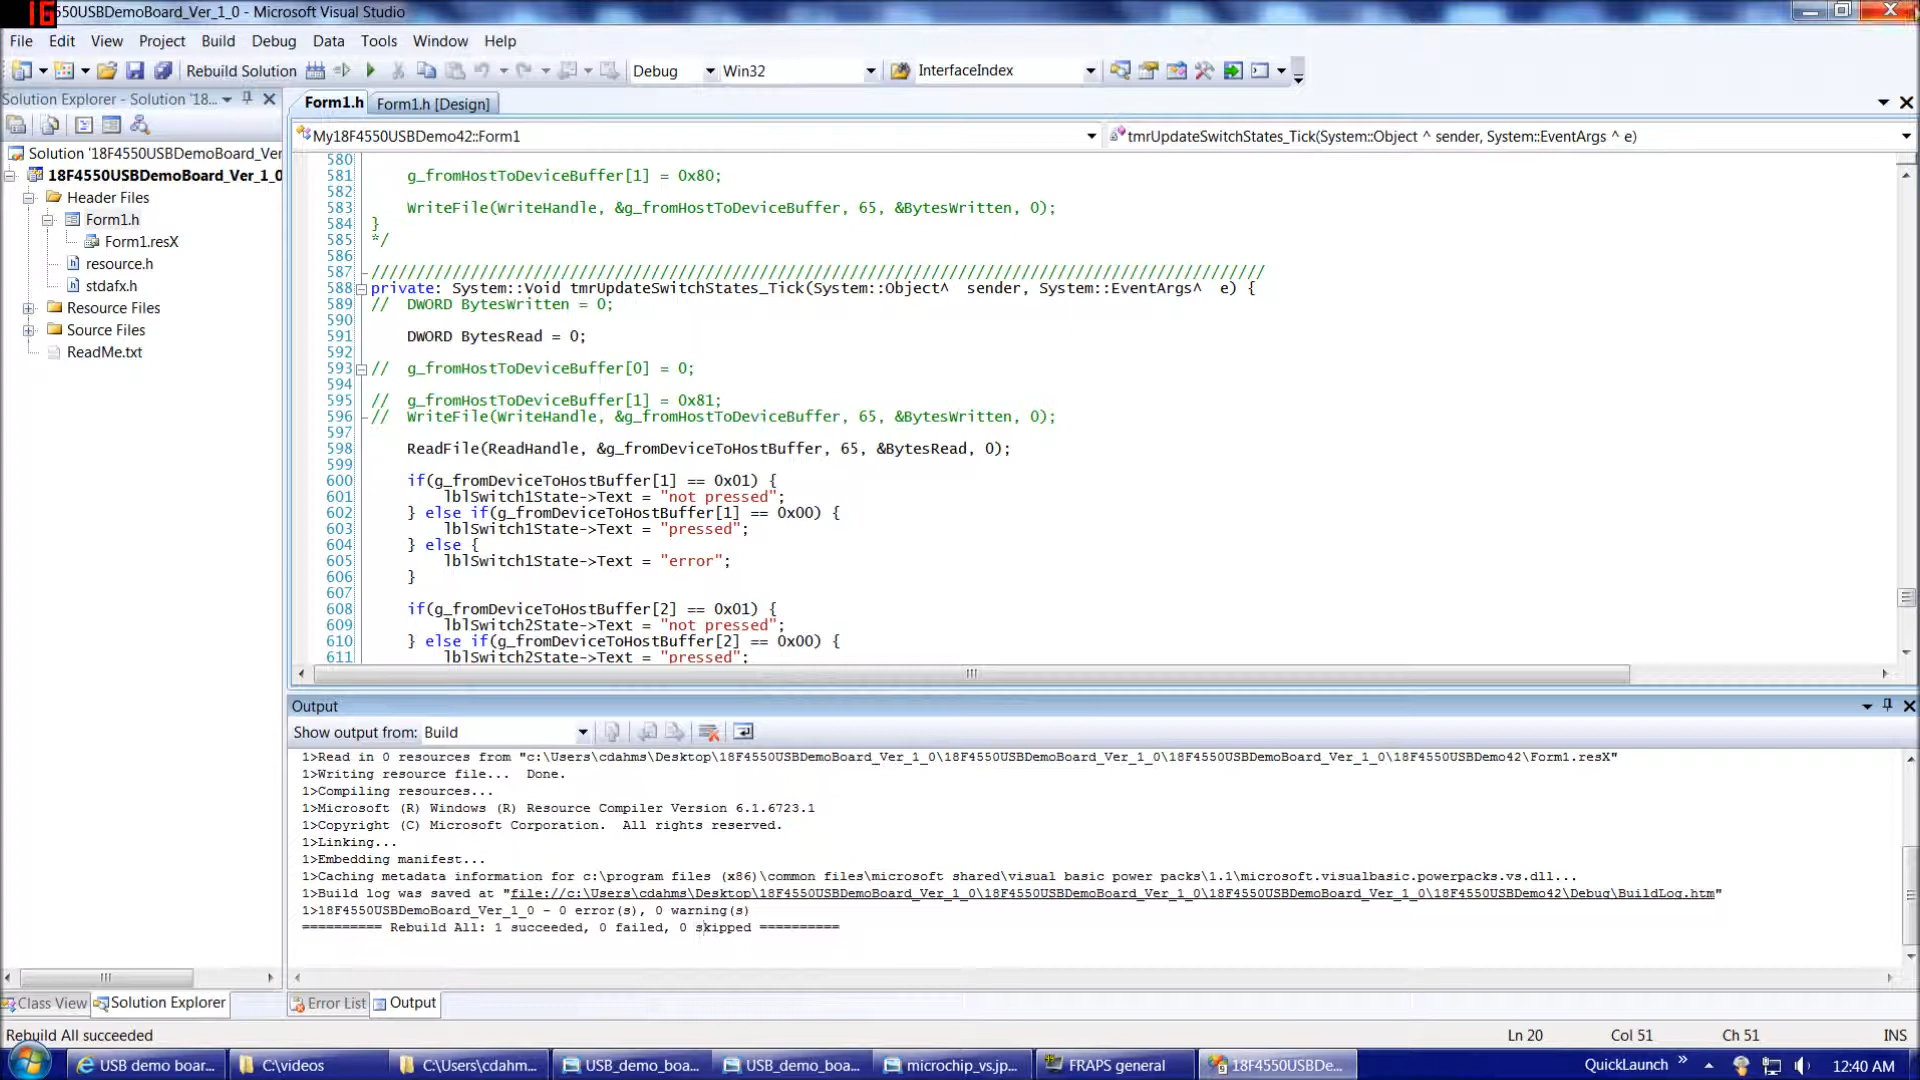 16
550USBDemoBoard_Ver_1_0 - Microsoft Visual Studio
File Edit View Project Build Debug Data Tools Window Help
Rebuild Solution Debug Win32 InterfaceIndex
Solution Explorer - Solution '18...
Solution '18F4550USBDemoBoard_Ver
18F4550USBDemoBoard_Ver_1_0
Header Files
Form1.h
Form1.resX
resource.h
stdafx.h
Resource Files
Source Files
ReadMe.txt
Class View Solution Explorer
Form1.h Form1.h [Design]
My18F4550USBDemo42::Form1 tmrUpdateSwitchStates_Tick(System::Object ^ sender, System::EventArgs ^ e)
580
581 g_fromHostToDeviceBuffer[1] = 0x80;
582
583 WriteFile(WriteHandle, &g_fromHostToDeviceBuffer, 65, &BytesWritten, 0);
584 }
585 */
586
587 ///////////////////////////////////////////////////////////////////////////////////////////////////
588 private: System::Void tmrUpdateSwitchStates_Tick(System::Object^ sender, System::EventArgs^ e) {
589 // DWORD BytesWritten = 0;
590
591 DWORD BytesRead = 0;
592
593 // g_fromHostToDeviceBuffer[0] = 0;
594
595 // g_fromHostToDeviceBuffer[1] = 0x81;
596 // WriteFile(WriteHandle, &g_fromHostToDeviceBuffer, 65, &BytesWritten, 0);
597
598 ReadFile(ReadHandle, &g_fromDeviceToHostBuffer, 65, &BytesRead, 0);
599
600 if(g_fromDeviceToHostBuffer[1] == 0x01) {
601 lblSwitch1State->Text = "not pressed";
602 } else if(g_fromDeviceToHostBuffer[1] == 0x00) {
603 lblSwitch1State->Text = "pressed";
604 } else {
605 lblSwitch1State->Text = "error";
606 }
607
608 if(g_fromDeviceToHostBuffer[2] == 0x01) {
609 lblSwitch2State->Text = "not pressed";
610 } else if(g_fromDeviceToHostBuffer[2] == 0x00) {
611 lblSwitch2State->Text = "pressed";
Output
Show output from: Build
1>Read in 0 resources from "c:\Users\cdahms\Desktop\18F4550USBDemoBoard_Ver_1_0\18F4550USBDemoBoard_Ver_1_0\18F4550USBDemoBoard_Ver_1_0\18F4550USBDemo42\Form1.resX"
1>Writing resource file... Done.
1>Compiling resources...
1>Microsoft (R) Windows (R) Resource Compiler Version 6.1.6723.1
1>Copyright (C) Microsoft Corporation. All rights reserved.
1>Linking...
1>Embedding manifest...
1>Caching metadata information for c:\program files (x86)\common files\microsoft shared\visual basic power packs\1.1\microsoft.visualbasic.powerpacks.vs.dll...
1>Build log was saved at "file://c:\Users\cdahms\Desktop\18F4550USBDemoBoard_Ver_1_0\18F4550USBDemoBoard_Ver_1_0\18F4550USBDemoBoard_Ver_1_0\18F4550USBDemo42\Debug\BuildLog.htm"
1>18F4550USBDemoBoard_Ver_1_0 - 0 error(s), 0 warning(s)
========== Rebuild All: 1 succeeded, 0 failed, 0 skipped ==========
Error List Output
Rebuild All succeeded Ln 20 Col 51 Ch 51 INS
USB demo boar... C:\videos C:\Users\cdahm... USB_demo_boa... USB_demo_boa... microchip_vs.jp... FRAPS general 18F4550USBDe... QuickLaunch 12:40 AM